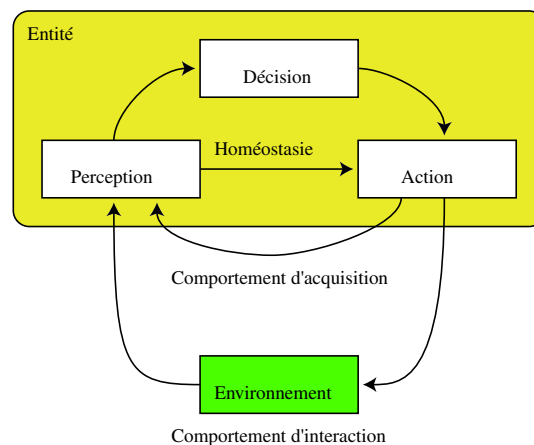 Entité
Décision
Homéostasie
Perception
Action
Comportement d'acquisition
Environnement
Comportement d'interaction